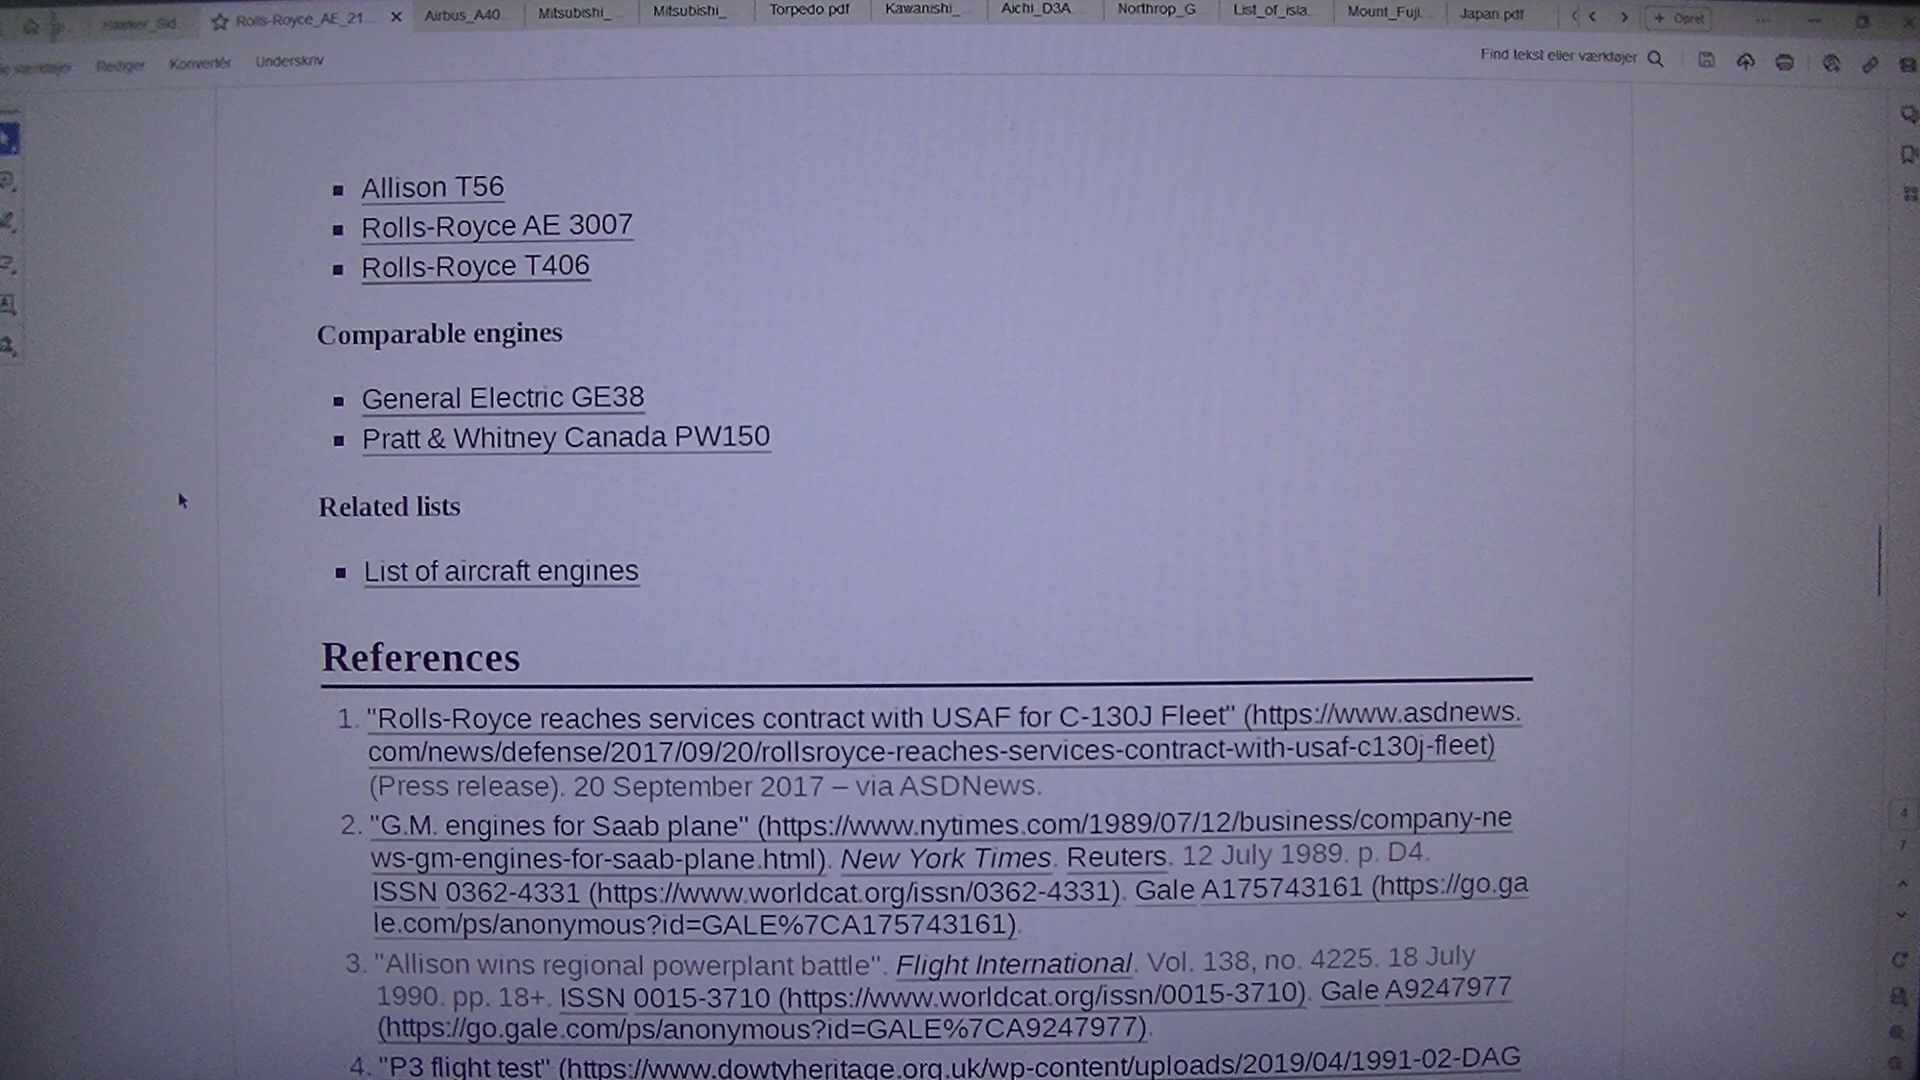 Rolls-Royce_AE_21... Airbus_A40... Mitsubishi_... Mitsubishi_... Torpedo.pdf Kawanishi_... Aichi_D3A... Northrop_G... List_of_isla... Mount_Fuji... Japan.pdf + Opret
Rediger Konvertér Underskriv Find tekst eller værktøjer
Allison T56
Rolls-Royce AE 3007
Rolls-Royce T406
Comparable engines
General Electric GE38
Pratt & Whitney Canada PW150
Related lists
List of aircraft engines
References
1. "Rolls-Royce reaches services contract with USAF for C-130J Fleet" (https://www.asdnews.
com/news/defense/2017/09/20/rollsroyce-reaches-services-contract-with-usaf-c130j-fleet)
(Press release). 20 September 2017 – via ASDNews.
2. "G.M. engines for Saab plane" (https://www.nytimes.com/1989/07/12/business/company-ne
ws-gm-engines-for-saab-plane.html). New York Times. Reuters. 12 July 1989. p. D4.
ISSN 0362-4331 (https://www.worldcat.org/issn/0362-4331). Gale A175743161 (https://go.ga
le.com/ps/anonymous?id=GALE%7CA175743161).
3. "Allison wins regional powerplant battle". Flight International. Vol. 138, no. 4225. 18 July
1990. pp. 18+. ISSN 0015-3710 (https://www.worldcat.org/issn/0015-3710). Gale A9247977
(https://go.gale.com/ps/anonymous?id=GALE%7CA9247977).
4. "P3 flight test" (https://www.dowtyheritage.org.uk/wp-content/uploads/2019/04/1991-02-DAG
4
7